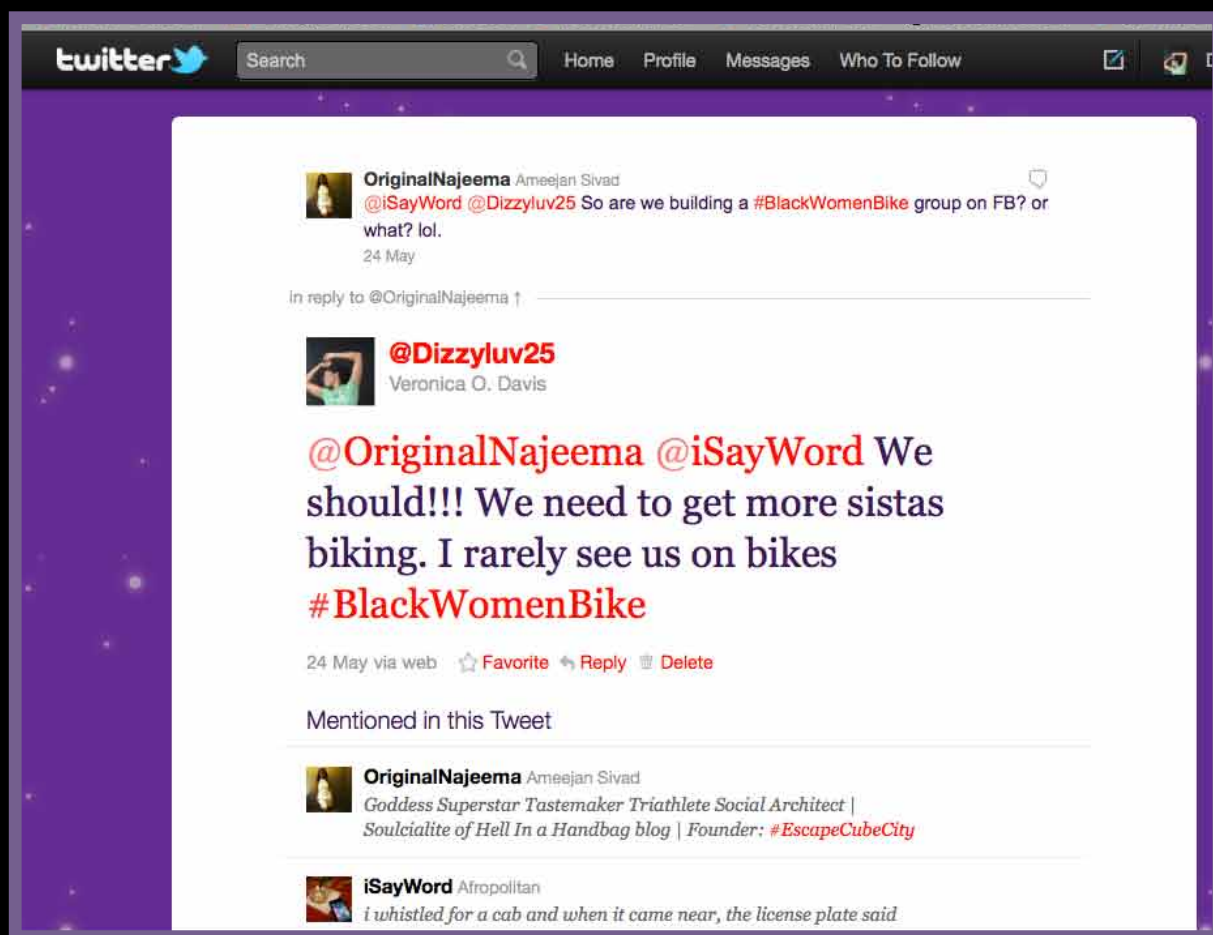 twitter Search Home Profile Messages Who To Follow
OriginalNajeema Ameejan Sivad
@iSayWord @Dizzyluv25 So are we building a #BlackWomenBike group on FB? or
what? lol.
24 May
in reply to @OriginalNajeema ↑
@Dizzyluv25
Veronica O. Davis
@OriginalNajeema @iSayWord We
should!!! We need to get more sistas
biking. I rarely see us on bikes
#BlackWomenBike
24 May via web Favorite Reply Delete
Mentioned in this Tweet
OriginalNajeema Ameejan Sivad
Goddess Superstar Tastemaker Triathlete Social Architect |
Soulcialite of Hell In a Handbag blog | Founder: #EscapeCubeCity
iSayWord Afropolitan
i whistled for a cab and when it came near, the license plate said